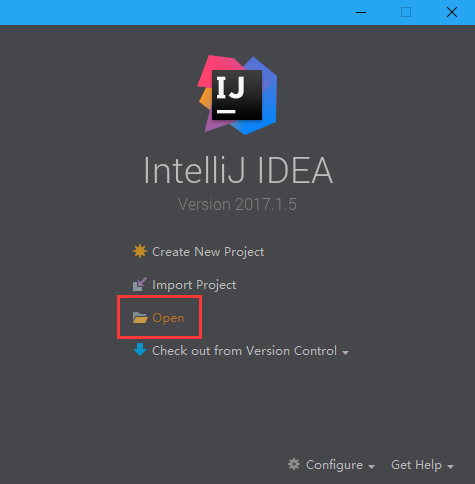 IJ
IntelliJ IDEA
Version 2017.1.5
Create New Project
Import Project
Open
Check out from Version Control
Configure Get Help